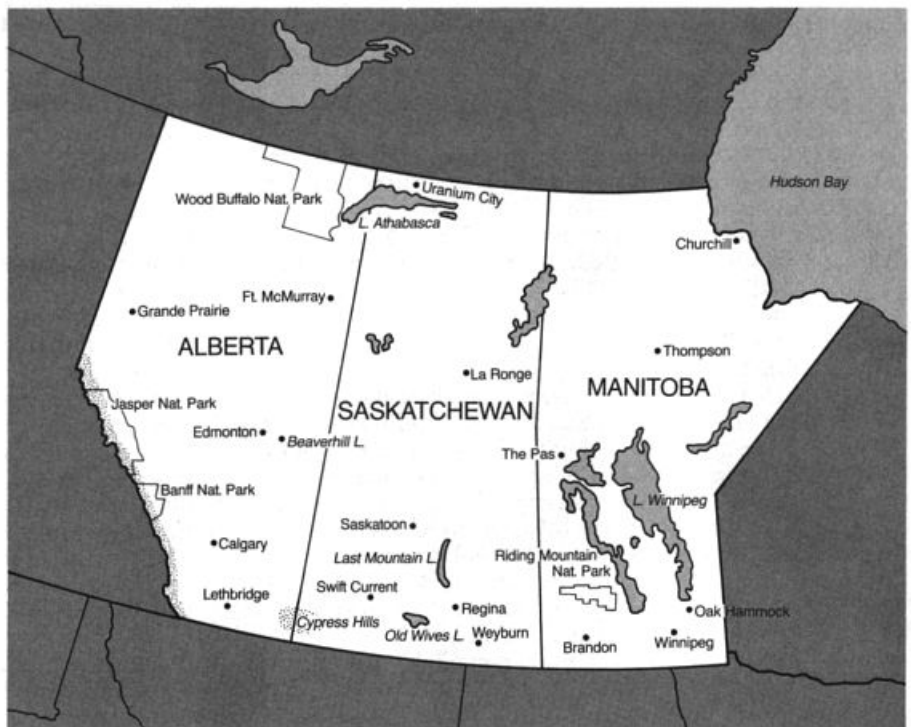 Hudson Bay
Uranium City
Wood Buffalo Nat. Park
L. Athabasca
Churchill
Ft. McMurray
Grande Prairie
ALBERTA
Thompson
La Ronge
MANITOBA
Jasper Nat. Park
SASKATCHEWAN
Edmonton
Beaverhill L.
The Pas
Banff Nat. Park
L. Winnipeg
Saskatoon
Calgary
Last Mountain L.
Riding Mountain
Nat. Park
Swift Current
Lethbridge
Regina
Oak Hammock
Cypress Hills
Old Wives L.
Weyburn
Brandon
Winnipeg